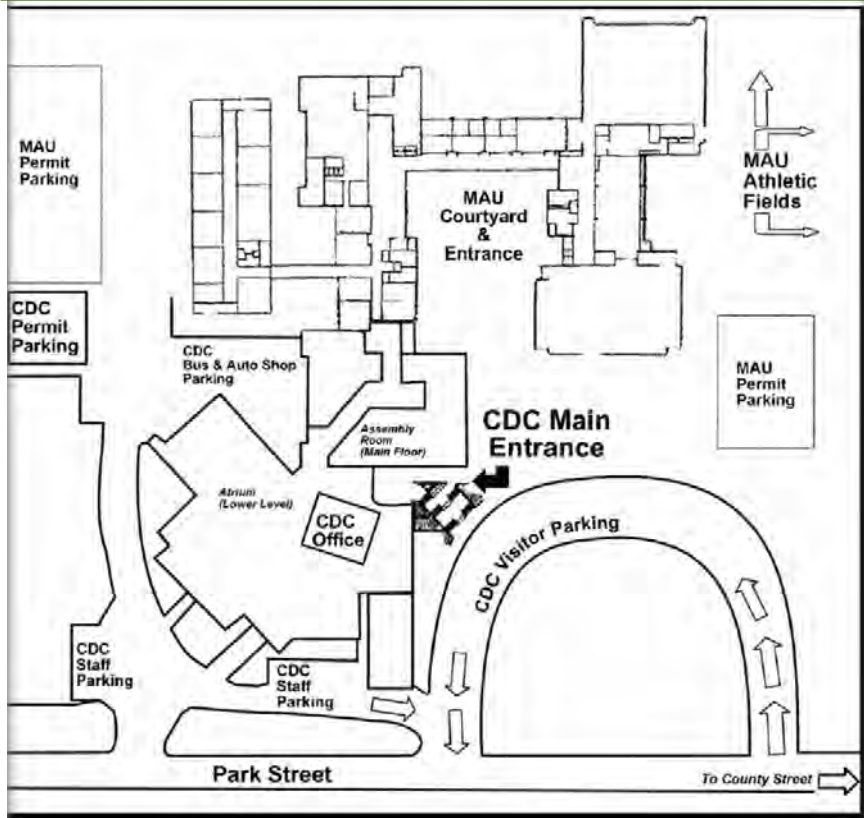 MAU
Permit
Parking
MAU
Courtyard
&
Entrance
MAU
Athletic
Fields
CDC
Permit
Parking
CDC
Bus & Auto Shop
Parking
MAU
Permit
Parking
Assembly
Room
(Main Floor)
CDC Main
Entrance
Atrium
(Lower Level)
CDC
Office
CDC Visitor Parking
CDC
Staff
Parking
CDC
Staff
Parking
Park Street
To County Street